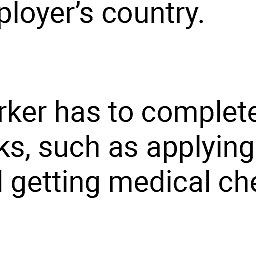 ployer’s country.
rker has to complete
ks, such as applying
getting medical che